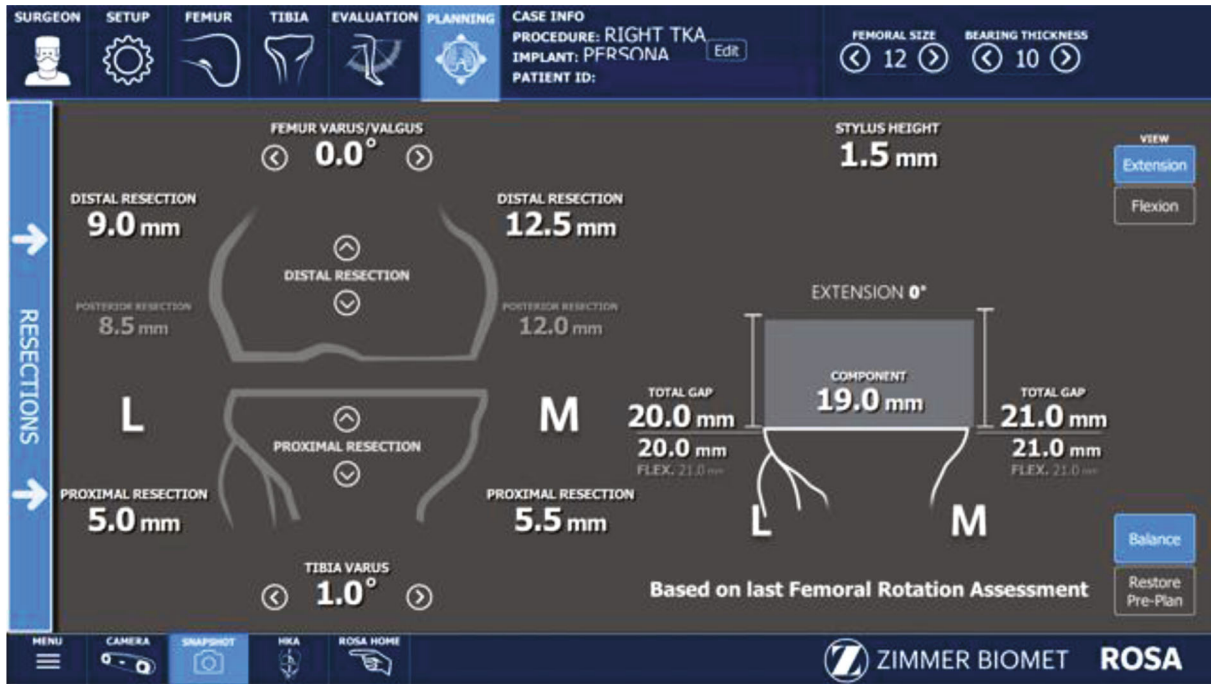 SURGEON
SETUP
FEMUR
TIBIA
EVALUATION
PLANNING
CASE INFO
PROCEDURE: RIGHT TKA
IMPLANT: PERSONA
Edit
PATIENT ID:
FEMORAL SIZE
12
BEARING THICKNESS
10
FEMUR VARUS/VALGUS
0.0°
STYLUS HEIGHT
1.5 mm
VIEW
Extension
Flexion
RESECTIONS
DISTAL RESECTION
9.0 mm
DISTAL RESECTION
12.5 mm
DISTAL RESECTION
POSTERIOR RESECTION
8.5 mm
POSTERIOR RESECTION
12.0 mm
L
M
PROXIMAL RESECTION
PROXIMAL RESECTION
5.0 mm
PROXIMAL RESECTION
5.5 mm
TIBIA VARUS
1.0°
EXTENSION 0°
COMPONENT
19.0 mm
TOTAL GAP
20.0 mm
20.0 mm
FLEX. 21.0 mm
TOTAL GAP
21.0 mm
21.0 mm
FLEX. 21.0 mm
L
M
Balance
Restore
Pre-Plan
Based on last Femoral Rotation Assessment
MENU
CAMERA
SNAPSHOT
HKA
ROSA HOME
ZIMMER BIOMET
ROSA